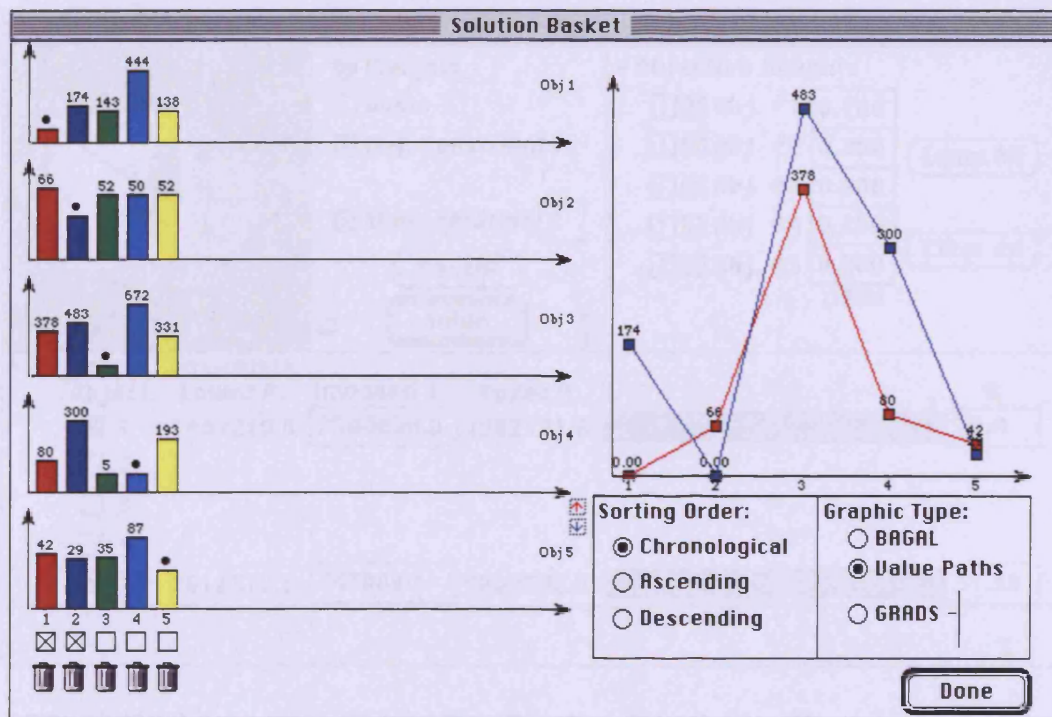 Solution Basket
444
174
143
138
Obj 1
66
52
50
52
Obj 2
378
483
672
331
Obj 3
80
300
5
193
Obj 4
42
29
35
87
Obj 5
1 2 3 4 5
483
378
300
174
66
80
42
0.00
0.00
1 2 3 4 5
Sorting Order:
Chronological
Ascending
Descending
Graphic Type:
BAGAL
Value Paths
GRADS
Done